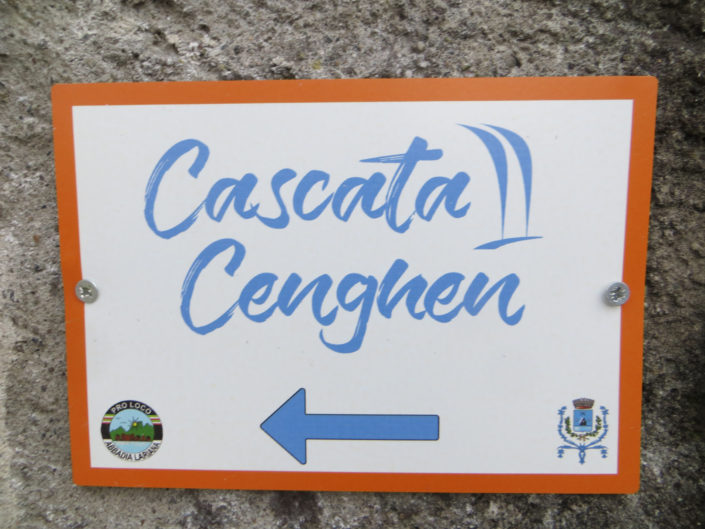 Cascata
Cenghen
PRO LOCO
ABBADIA LARIANA